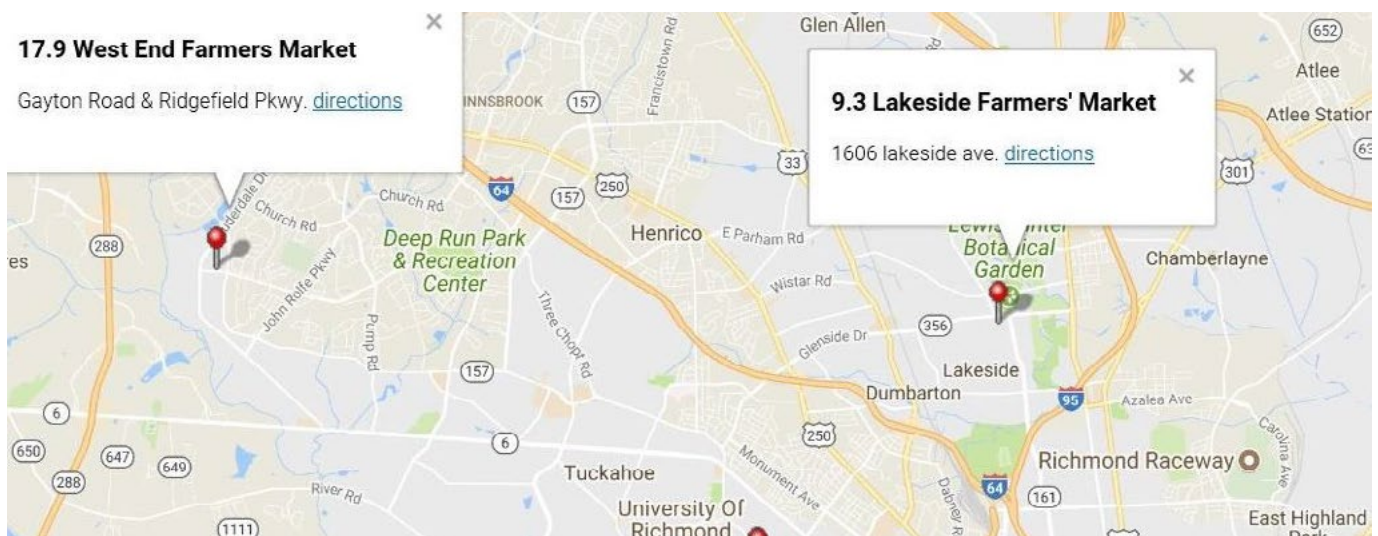 17.9 West End Farmers Market
×
Gayton Road & Ridgefield Pkwy. directions
9.3 Lakeside Farmers' Market
×
1606 lakeside ave. directions
Glen Allen
Francistown Rd
652
Atlee
Atlee Station
INNSBROOK
157
33
301
64
250
157
Church Rd
Church Rd
Henrico
E Parham Rd
Botanical
Garden
Chamberlayne
288
Deep Run Park
& Recreation
Center
John Rolfe Pkwy
Wistar Rd
Three Chopt Rd
Pump Rd
Glenside Dr
356
Lakeside
157
Dumbarton
95
Azalea Ave
6
6
250
Carolina Ave
650
647
649
288
Tuckahoe
Monument Ave
Richmond Raceway
River Rd
64
161
1111
University Of
Richmond
Dabney
East Highland